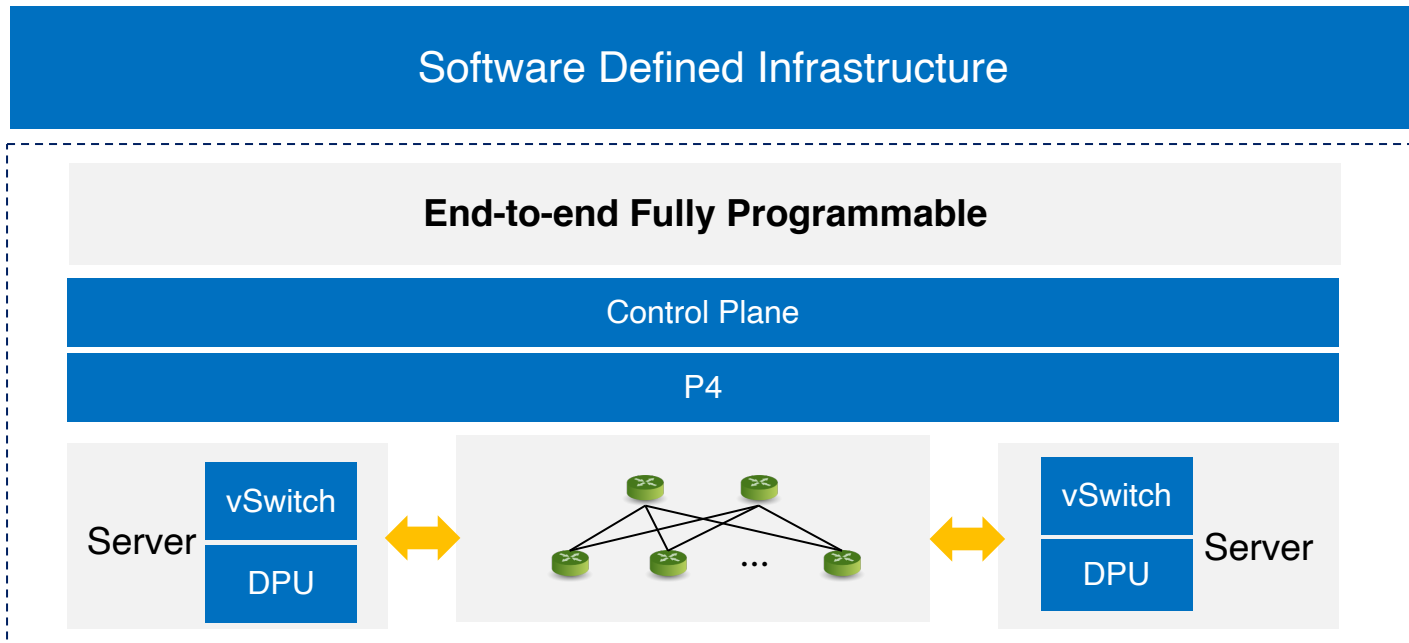 Software Defined Infrastructure
End-to-end Fully Programmable
Control Plane
P4
Server
vSwitch
DPU
...
vSwitch
DPU
Server